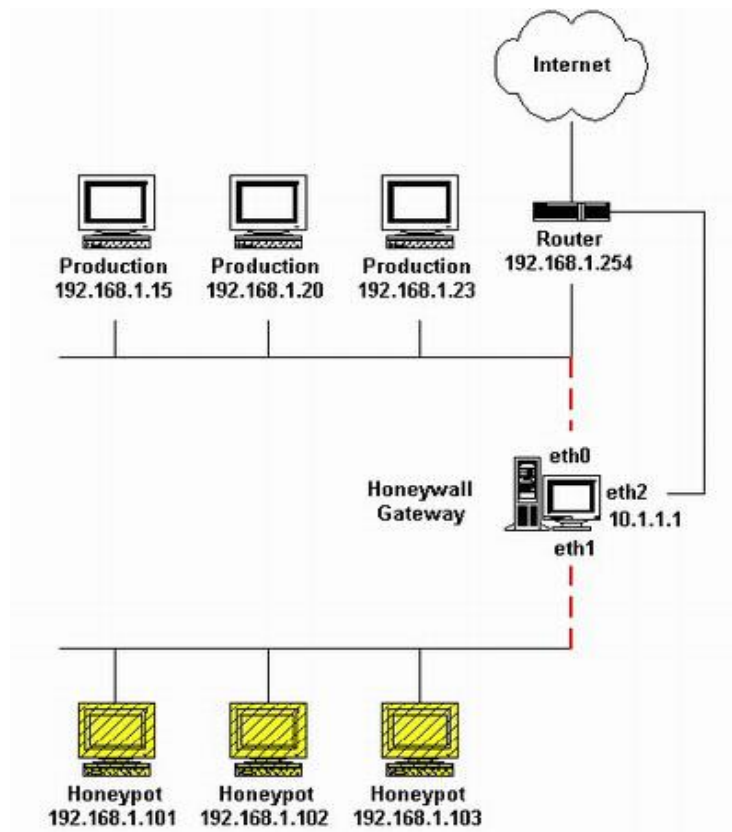 Internet
Router
192.168.1.254
Production
192.168.1.15
Production
192.168.1.20
Production
192.168.1.23
eth0
Honeywall
Gateway
eth2
10.1.1.1
eth1
Honeypot
192.168.1.101
Honeypot
192.168.1.102
Honeypot
192.168.1.103